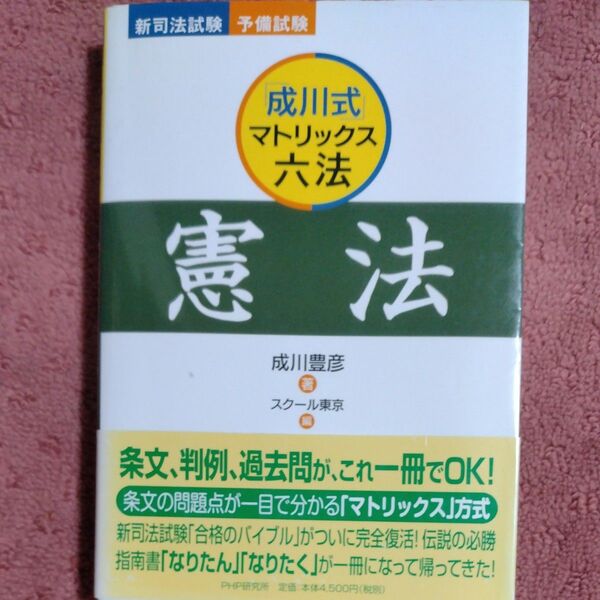 新司法試験 予備試験
「成川式」
マトリックス
六法
憲法
成川豊彦
著
スクール東京
編
条文、判例、過去問が、これ一冊でOK!
条文の問題点が一目で分かる「マトリックス」方式
新司法試験「合格のバイブル」がついに完全復活!伝説の必勝
指南書「なりたん」「なりたく」が一冊になって帰ってきた!
PHP研究所 定価:本体4,500円(税別)